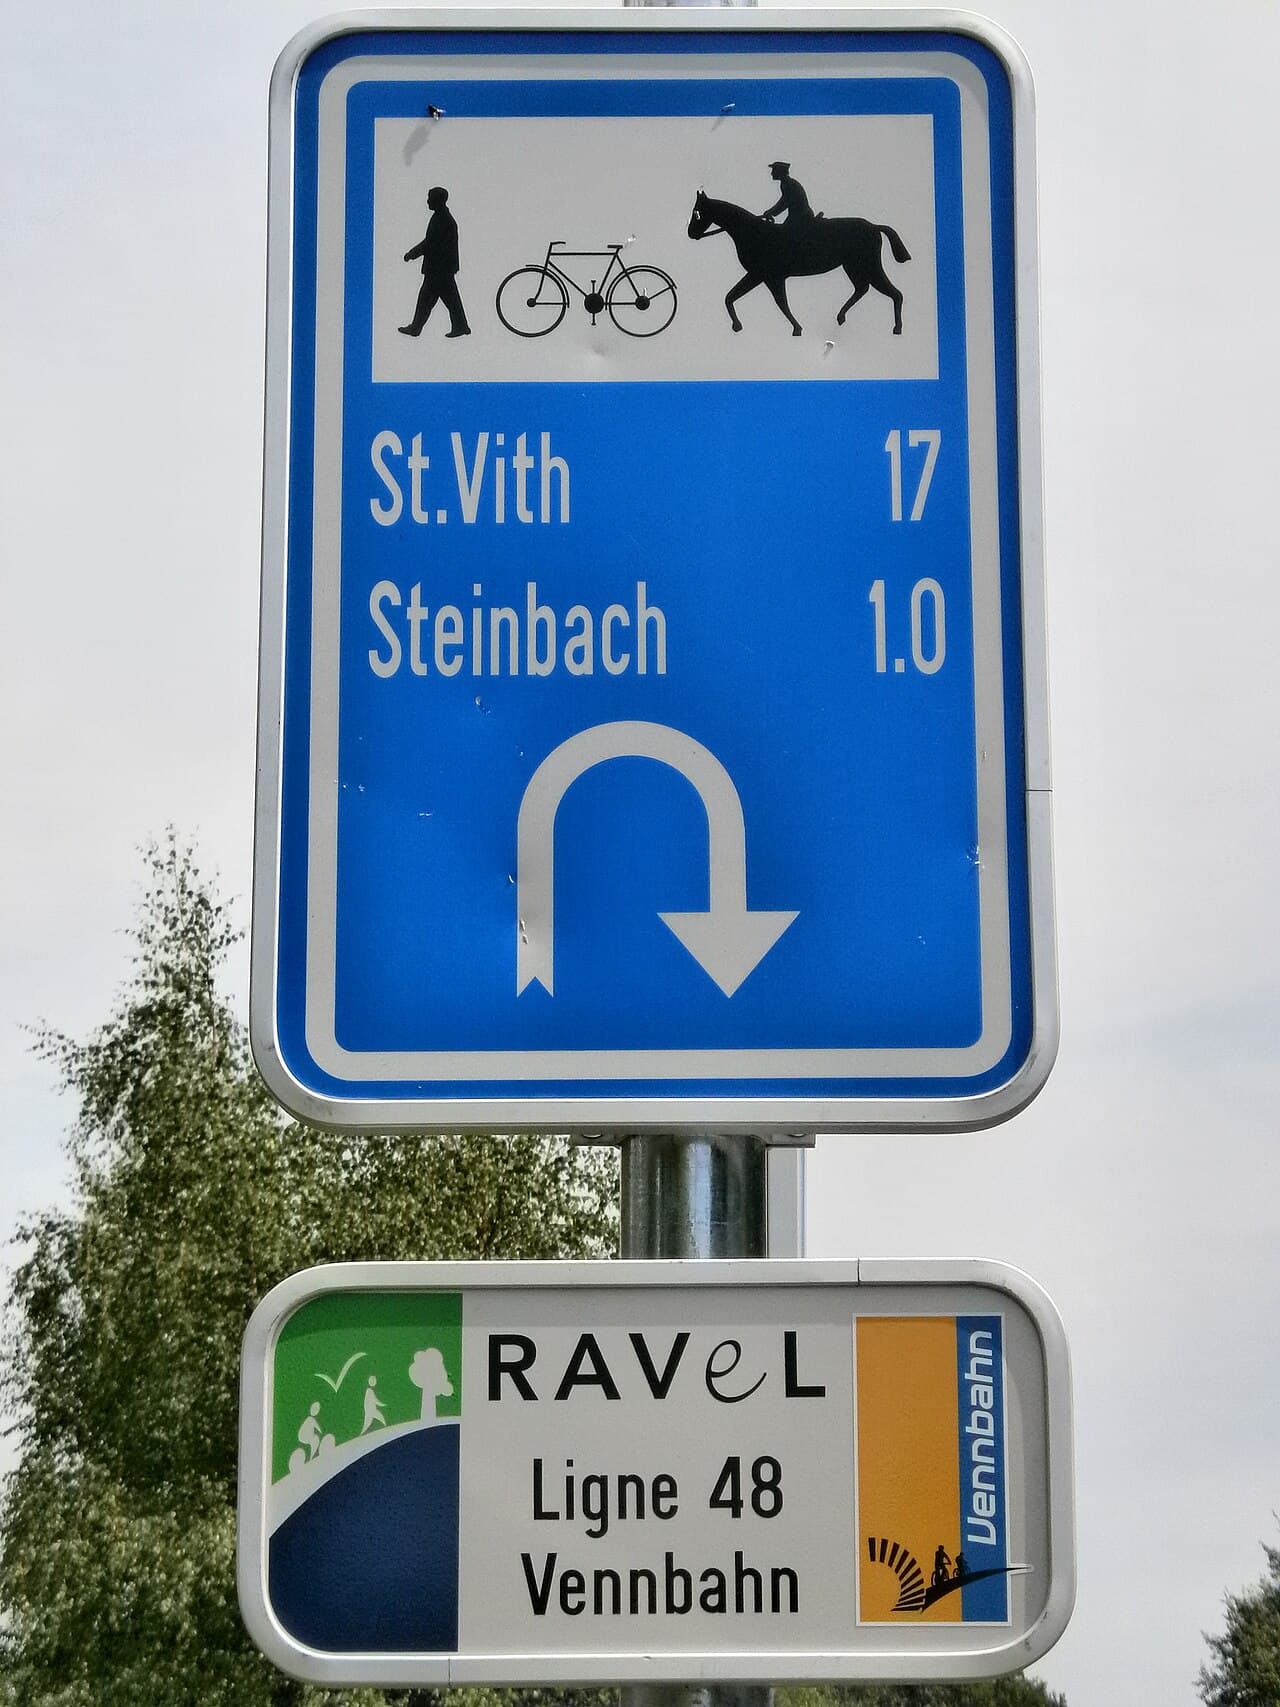 St.Vith 17
Steinbach 1.0
RAVeL
Ligne 48
Vennbahn
Vennbahn